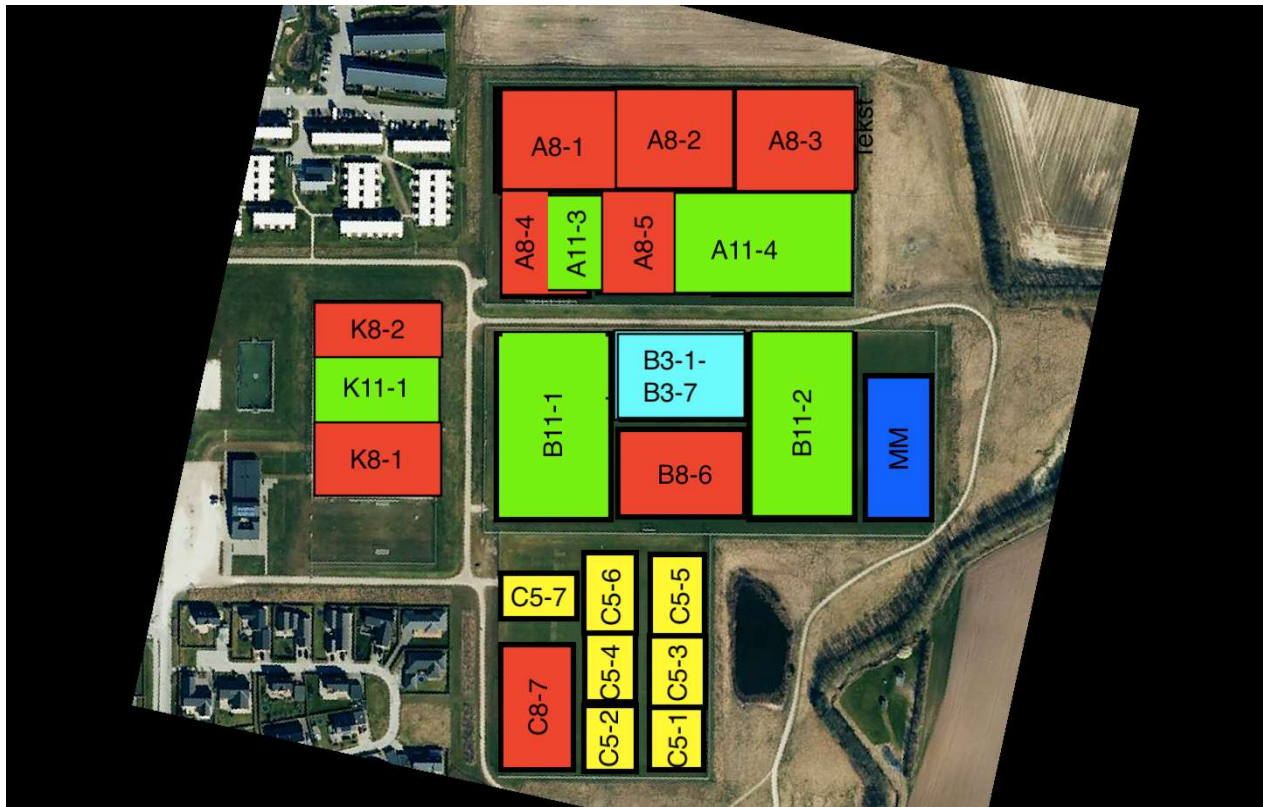 A8-1
A8-2
A8-3
Tekst
A8-4
A11-3
A8-5
A11-4
K8-2
K11-1
K8-1
B11-1
B3-1-
B3-7
B8-6
B11-2
MM
C5-7
C5-6
C5-5
C8-7
C5-4
C5-3
C5-2
C5-1